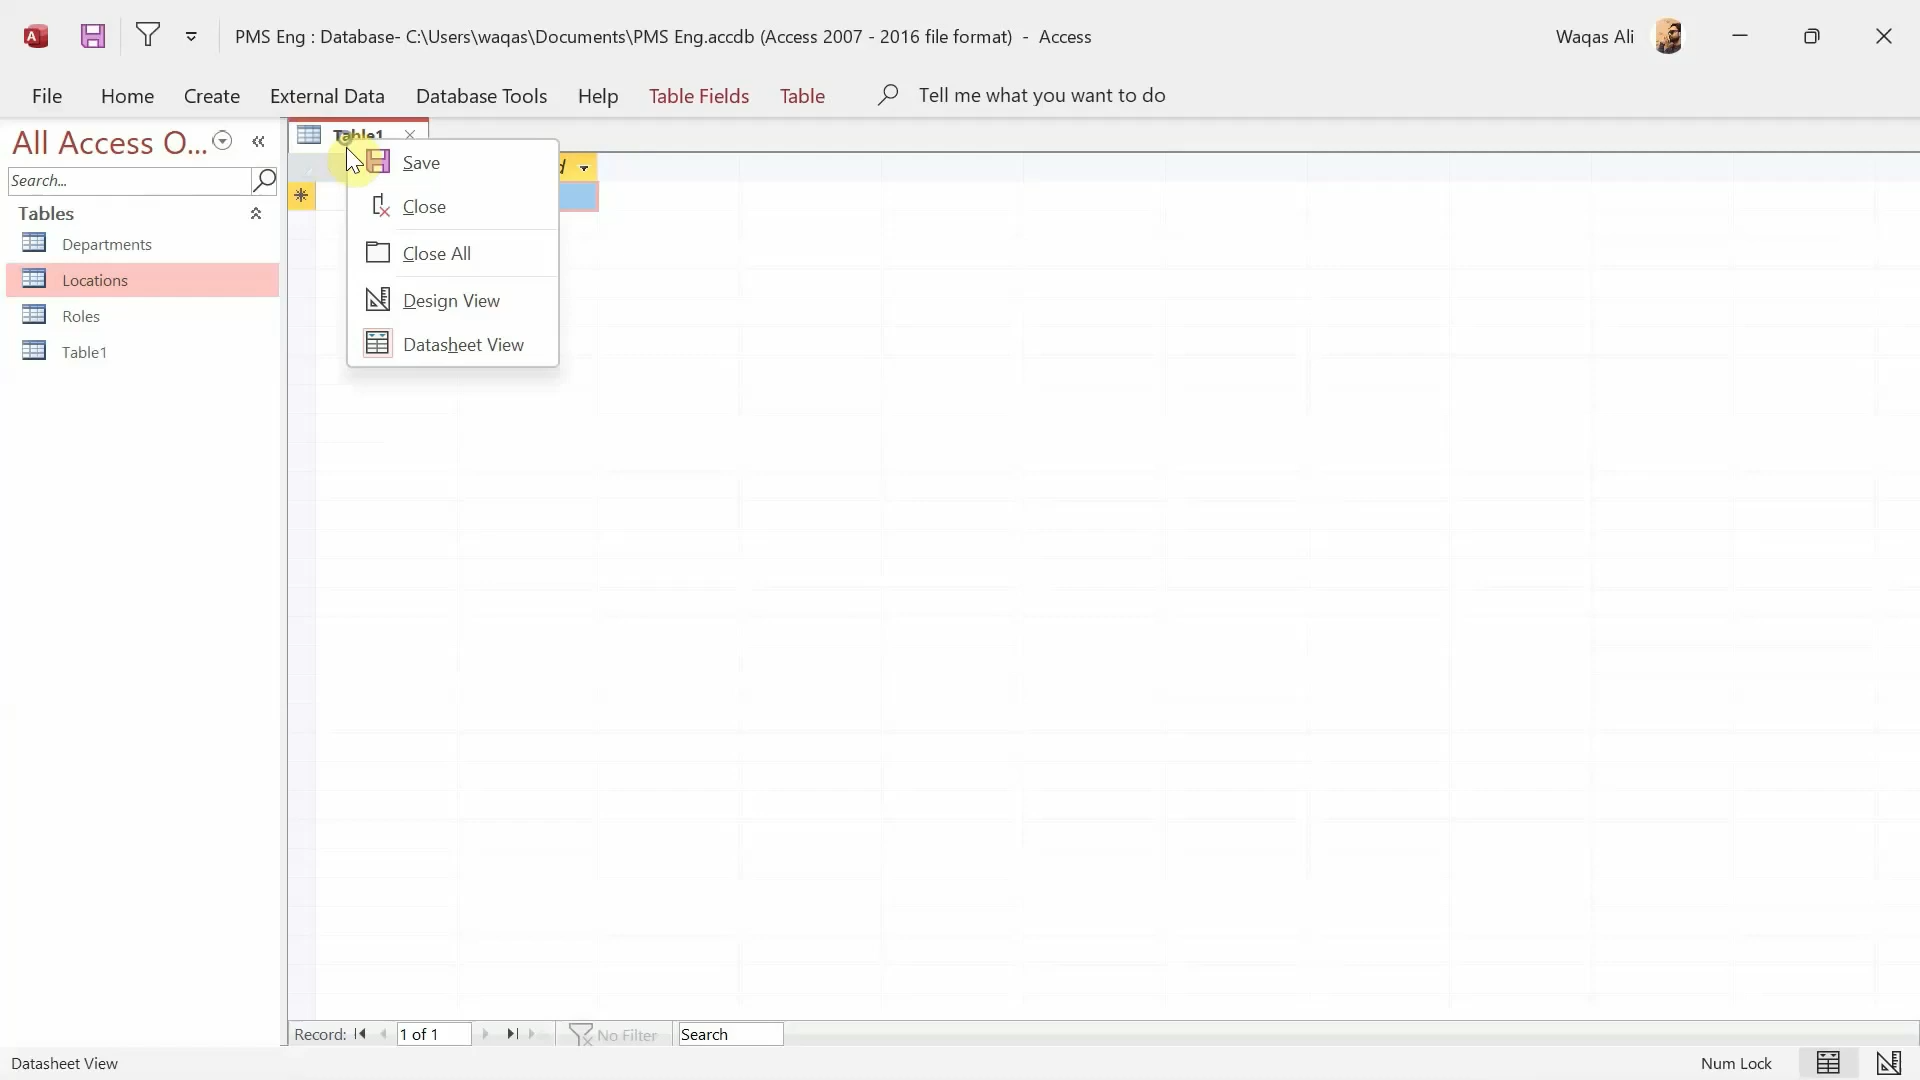 PMS Eng : Database- C:\Users\waqas\Documents\PMS Eng.accdb (Access 2007 - 2016 file format) - Access
Waqas Ali
File Home Create External Data Database Tools Help Table Fields Table Tell me what you want to do
All Access O...
Search...
Tables
Departments
Locations
Roles
Table1
Table1
Save
Close
Close All
Design View
Datasheet View
Record: 1 of 1 No Filter Search
Datasheet View
Num Lock